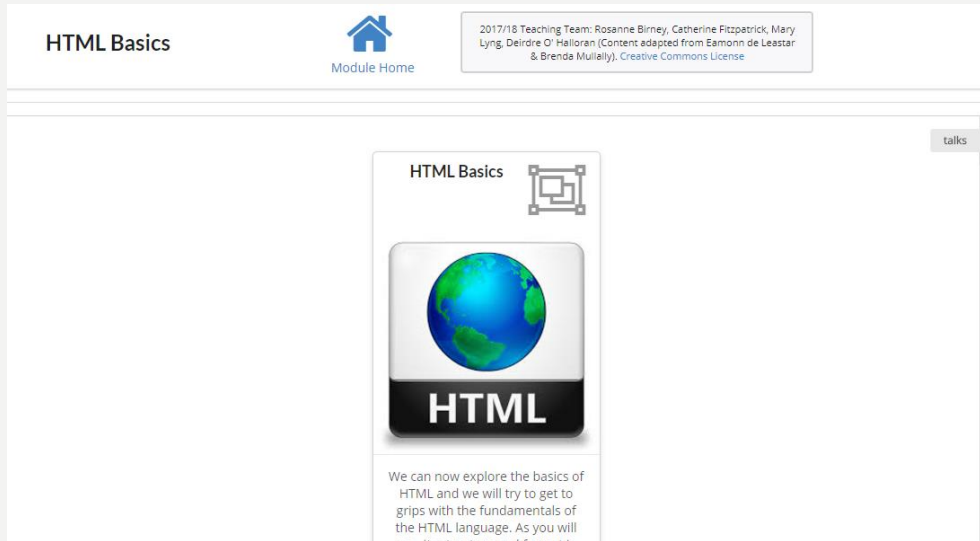 HTML Basics
Module Home
2017/18 Teaching Team: Rosanne Birney, Catherine Fitzpatrick, Mary
Lyng, Deirdre O' Halloran (Content adapted from Eamonn de Leastar
& Brenda Mullally). Creative Commons License
talks
HTML Basics
HTML
We can now explore the basics of
HTML and we will try to get to
grips with the fundamentals of
the HTML language. As you will